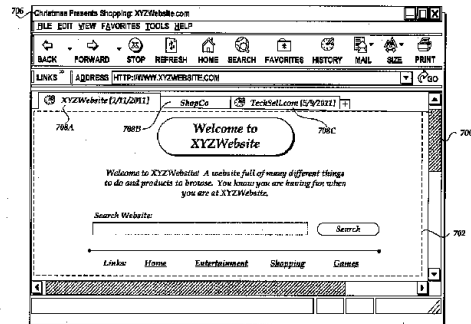 706
Christmas Presents Shopping: XYZWebsite.com
FILE EDIT VIEW FAVORITES TOOLS HELP
BACK FORWARD STOP REFRESH HOME SEARCH FAVORITES HISTORY MAIL SIZE PRINT
LINKS » ADDRESS HTTP://WWW.XYZWEBSITE.COM GO
XYZWebsite [2/11/2011] ShopCo TechSell.com [5/9/2011] +
708A 708B 708C
Welcome to
XYZWebsite
700
Welcome to XYZWebsite! A website full of many different things
to do and products to browse. You know you are having fun when
you are at XYZWebsite.
Search Website:
Search
702
Links: Home Entertainment Shopping Games